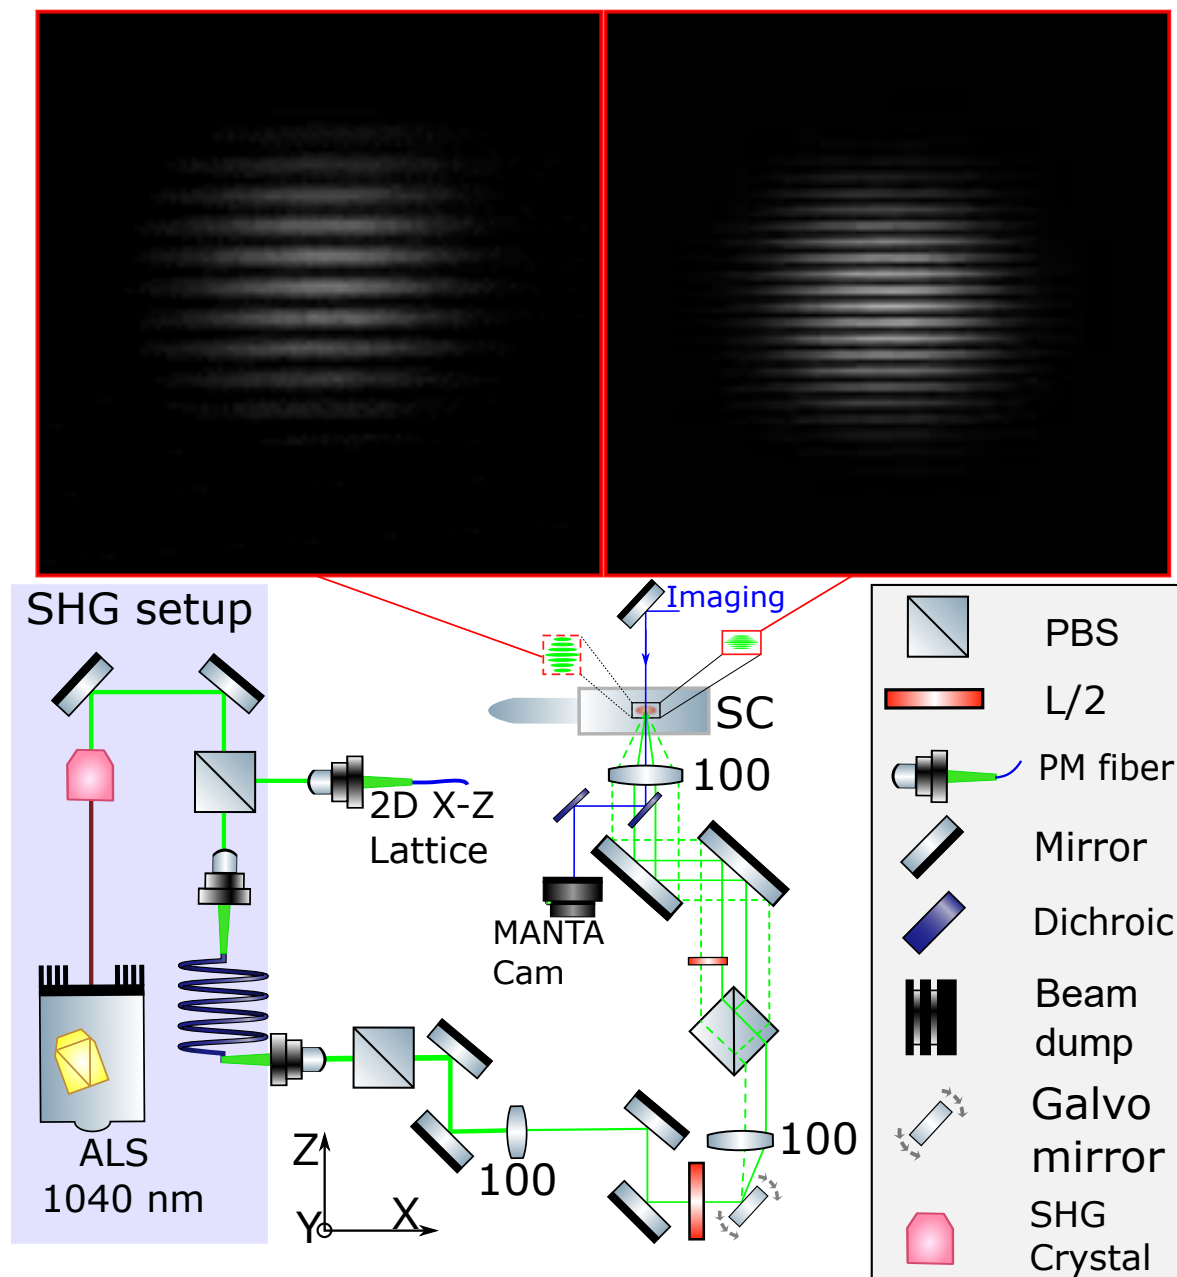 SHG setup
Imaging
SC
100
2D X-Z
Lattice
MANTA
Cam
ALS
1040 nm
100
100
Z
Y
X
PBS
L/2
PM fiber
Mirror
Dichroic
Beam
dump
Galvo
mirror
SHG
Crystal